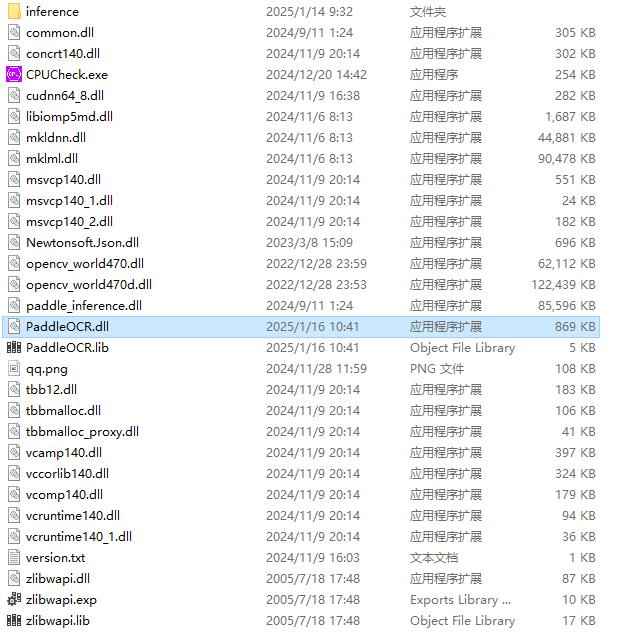 inference 2025/1/14 9:32 文件夹
common.dll 2024/9/11 1:24 应用程序扩展 305 KB
concrt140.dll 2024/11/9 20:14 应用程序扩展 302 KB
CPUCheck.exe 2024/12/20 14:42 应用程序 254 KB
cudnn64_8.dll 2024/11/9 16:38 应用程序扩展 282 KB
libiomp5md.dll 2024/11/6 8:13 应用程序扩展 1,687 KB
mkldnn.dll 2024/11/6 8:13 应用程序扩展 44,881 KB
mklml.dll 2024/11/6 8:13 应用程序扩展 90,478 KB
msvcp140.dll 2024/11/9 20:14 应用程序扩展 551 KB
msvcp140_1.dll 2024/11/9 20:14 应用程序扩展 24 KB
msvcp140_2.dll 2024/11/9 20:14 应用程序扩展 182 KB
Newtonsoft.Json.dll 2023/3/8 15:09 应用程序扩展 696 KB
opencv_world470.dll 2022/12/28 23:59 应用程序扩展 62,112 KB
opencv_world470d.dll 2022/12/28 23:53 应用程序扩展 122,439 KB
paddle_inference.dll 2024/9/11 1:24 应用程序扩展 85,596 KB
PaddleOCR.dll 2025/1/16 10:41 应用程序扩展 869 KB
PaddleOCR.lib 2025/1/16 10:41 Object File Library 5 KB
qq.png 2024/11/28 11:59 PNG 文件 108 KB
tbb12.dll 2024/11/9 20:14 应用程序扩展 183 KB
tbbmalloc.dll 2024/11/9 20:14 应用程序扩展 106 KB
tbbmalloc_proxy.dll 2024/11/9 20:14 应用程序扩展 41 KB
vcamp140.dll 2024/11/9 20:14 应用程序扩展 397 KB
vccorlib140.dll 2024/11/9 20:14 应用程序扩展 324 KB
vcomp140.dll 2024/11/9 20:14 应用程序扩展 179 KB
vcruntime140.dll 2024/11/9 20:14 应用程序扩展 94 KB
vcruntime140_1.dll 2024/11/9 20:14 应用程序扩展 36 KB
version.txt 2024/11/9 16:03 文本文档 1 KB
zlibwapi.dll 2005/7/18 17:48 应用程序扩展 87 KB
zlibwapi.exp 2005/7/18 17:48 Exports Library ... 10 KB
zlibwapi.lib 2005/7/18 17:48 Object File Library 17 KB